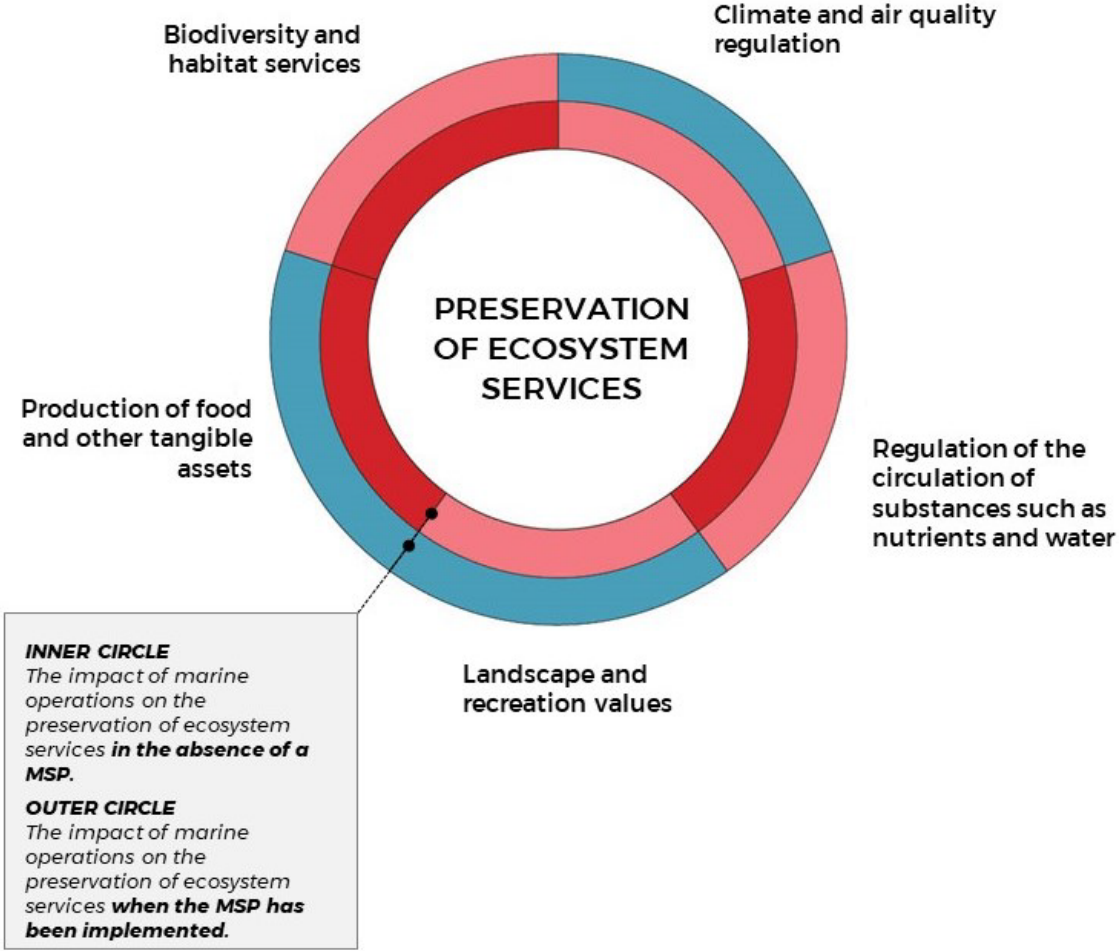 Climate and air quality
regulation
Biodiversity and
habitat services
PRESERVATION
OF ECOSYSTEM
SERVICES
Production of food
and other tangible
assets
Regulation of the
circulation of
substances such as
nutrients and water
Landscape and
recreation values
INNER CIRCLE
The impact of marine
operations on the
preservation of ecosystem
services in the absence of a
MSP.
OUTER CIRCLE
The impact of marine
operations on the
preservation of ecosystem
services when the MSP has
been implemented.